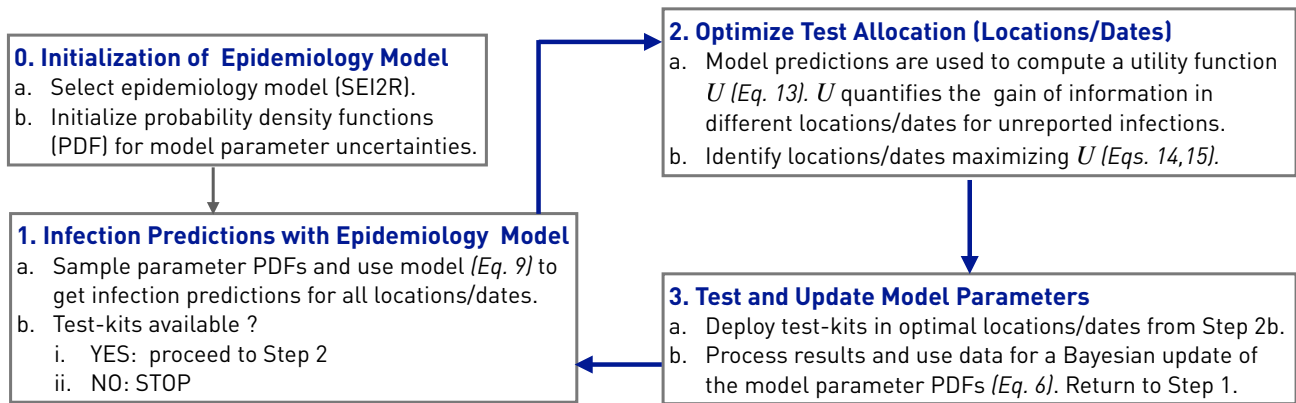 0. Initialization of Epidemiology Model
a. Select epidemiology model (SEI2R).
b. Initialize probability density functions
(PDF) for model parameter uncertainties.
1. Infection Predictions with Epidemiology Model
a. Sample parameter PDFs and use model (Eq. 9) to
get infection predictions for all locations/dates.
b. Test-kits available ?
i. YES: proceed to Step 2
ii. NO: STOP
2. Optimize Test Allocation (Locations/Dates)
a. Model predictions are used to compute a utility function
U (Eq. 13). U quantifies the gain of information in
different locations/dates for unreported infections.
b. Identify locations/dates maximizing U (Eqs. 14,15).
3. Test and Update Model Parameters
a. Deploy test-kits in optimal locations/dates from Step 2b.
b. Process results and use data for a Bayesian update of
the model parameter PDFs (Eq. 6). Return to Step 1.